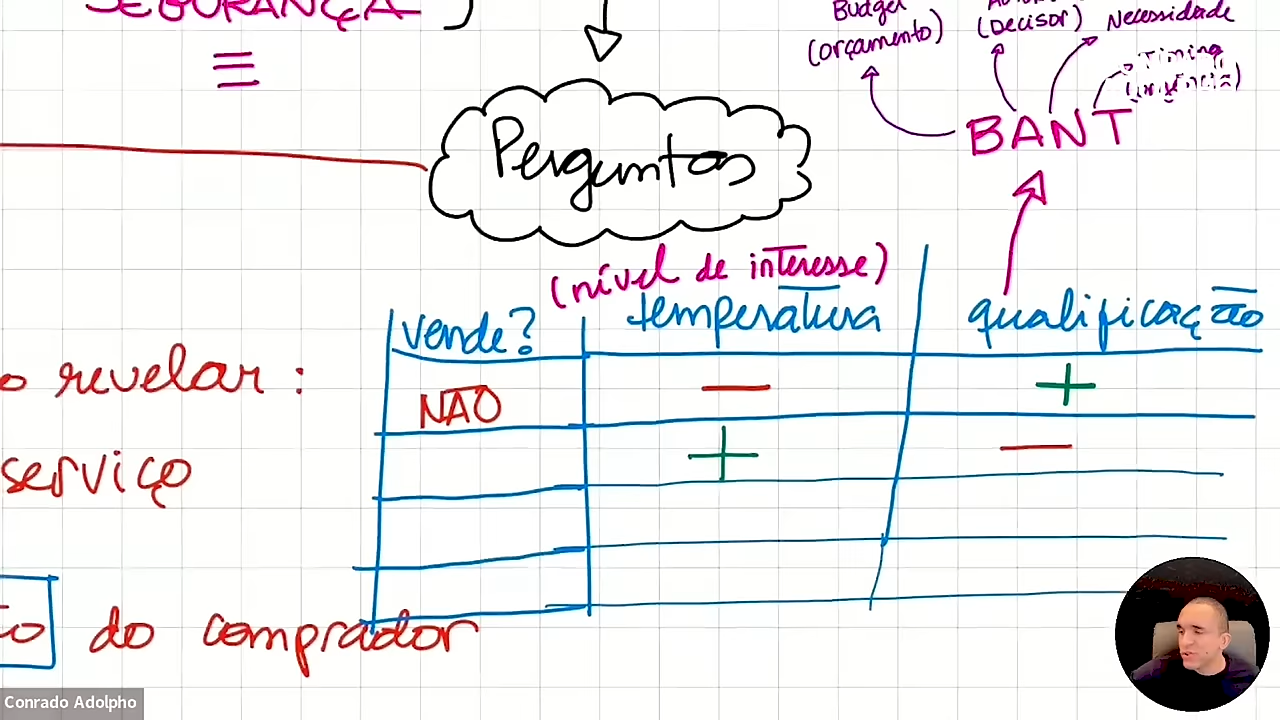 SEGURANÇA
Budget
(orçamento)
(Decisor)
Necessidade
Timing
BANT
Perguntas
(nível de interesse)
vende?
temperatura
qualificação
o revelar:
NÃO
—
+
serviço
+
—
do comprador
Conrado Adolpho